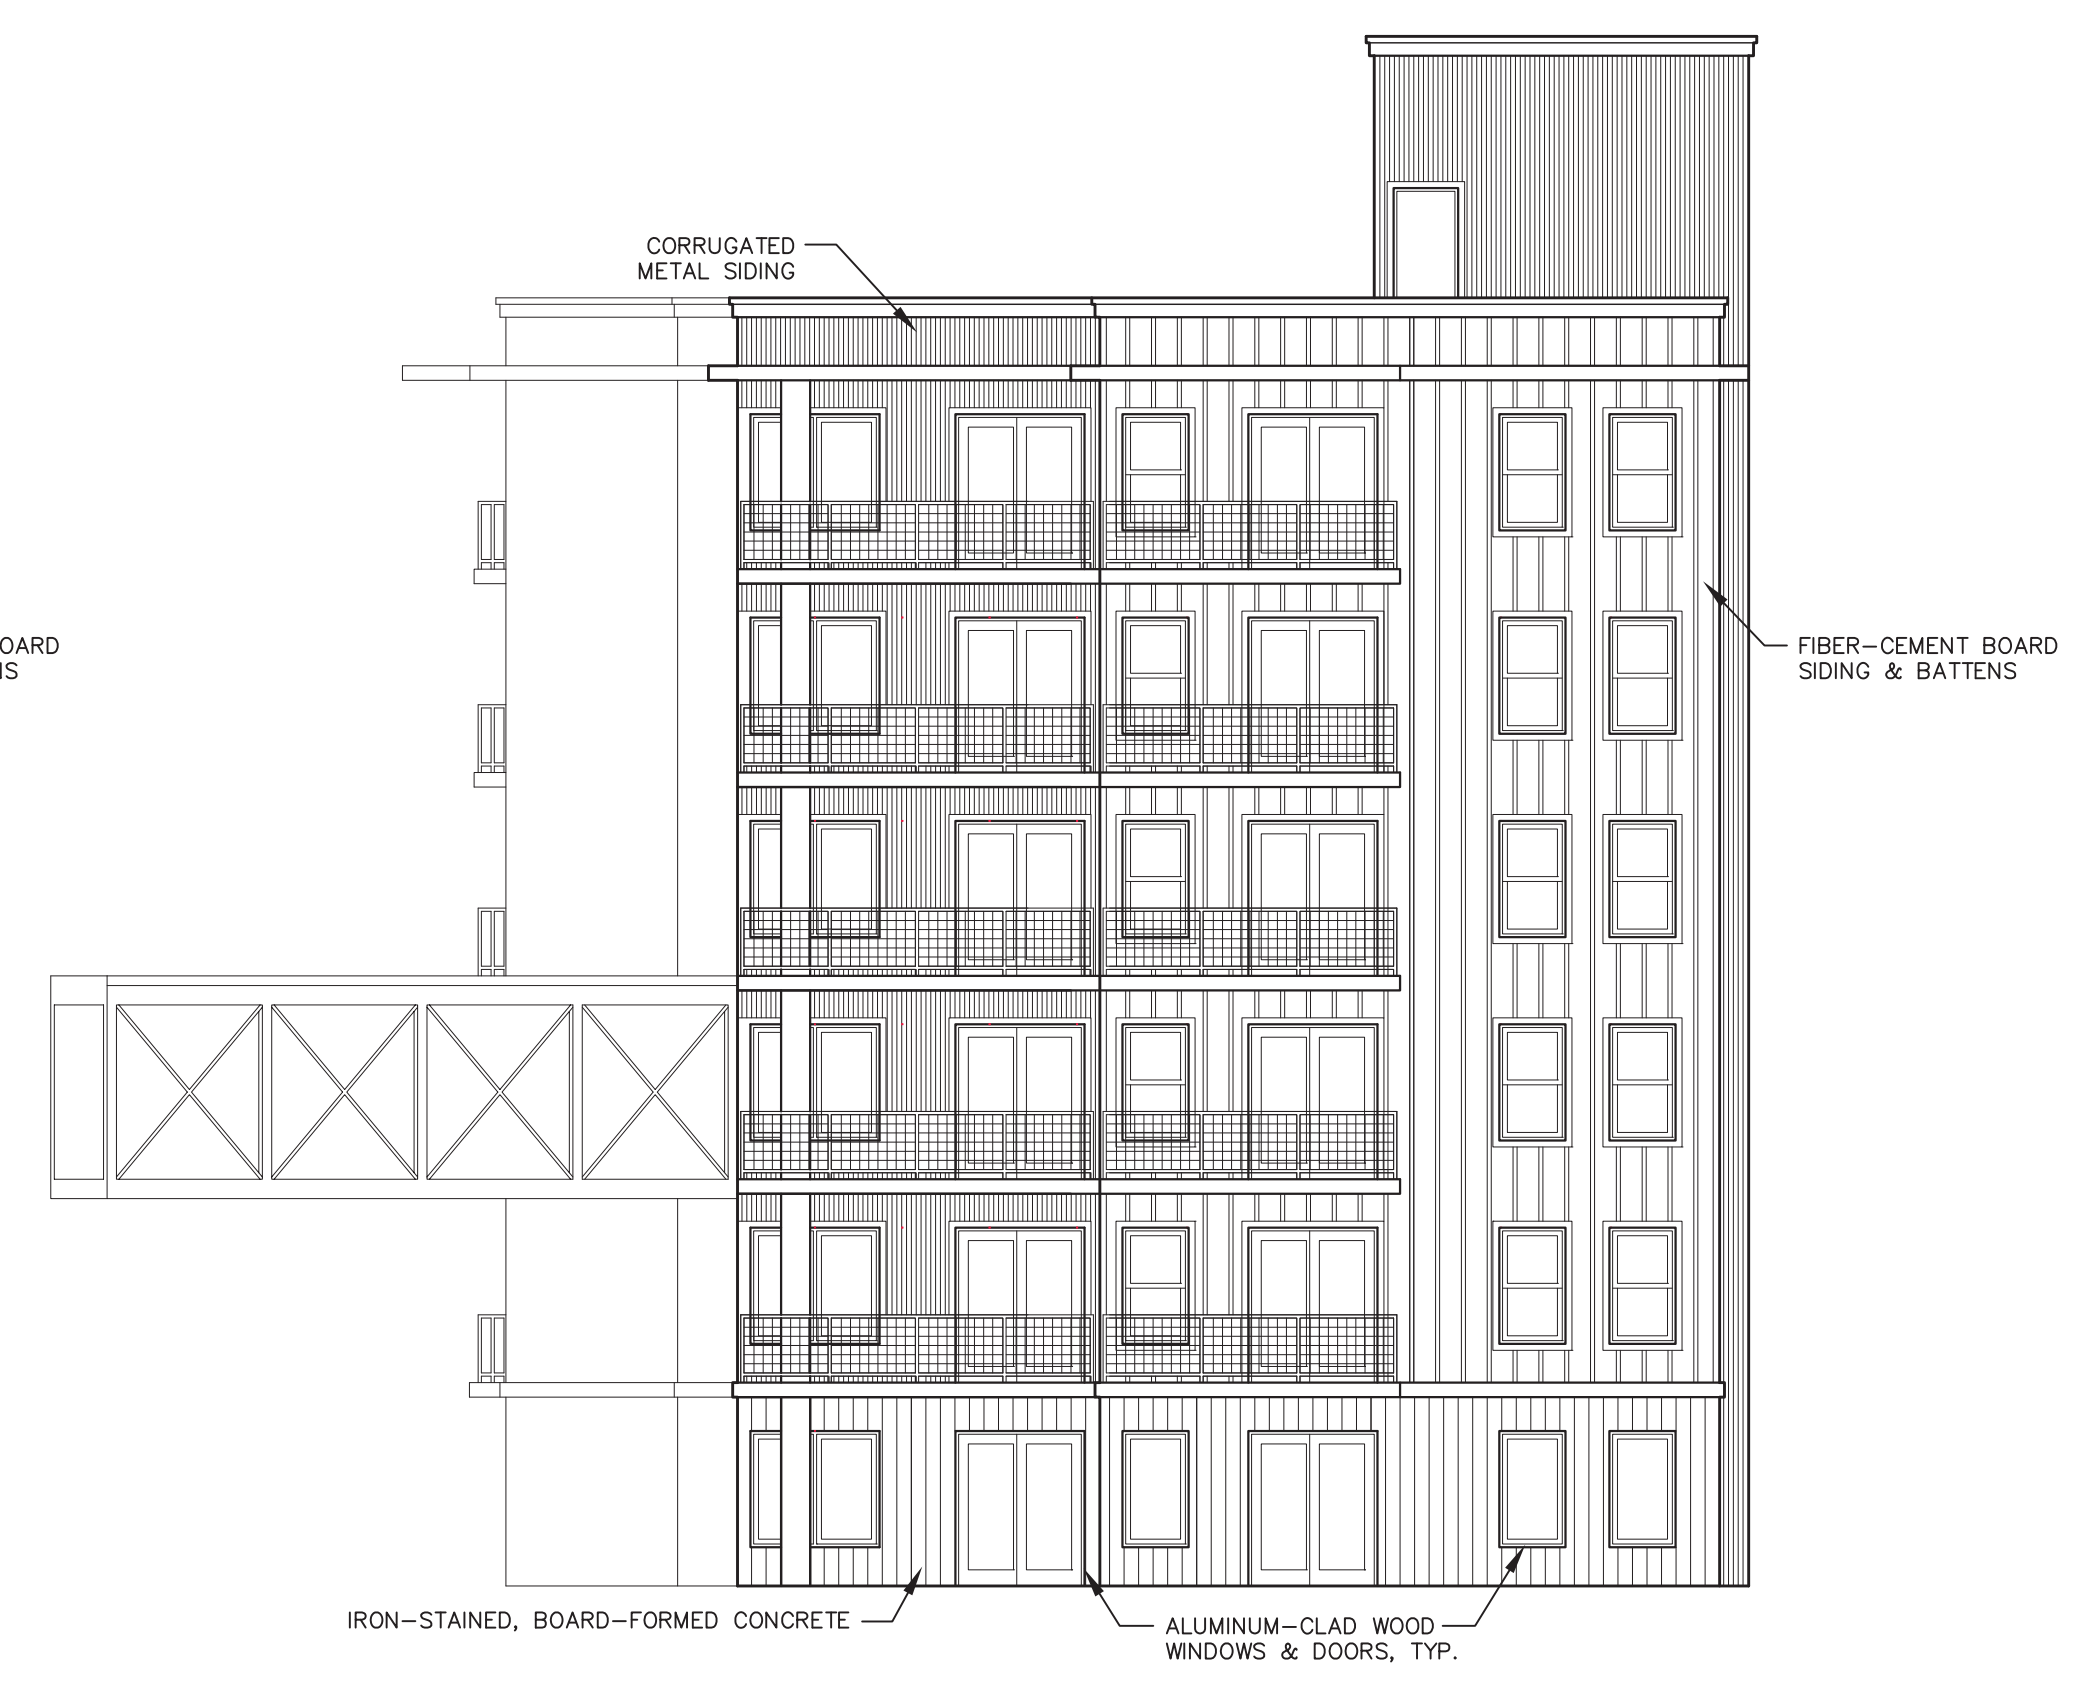 CORRUGATED
METAL SIDING
OARD
FIBER-CEMENT BOARD
SIDING & BATTENS
IRON-STAINED, BOARD-FORMED CONCRETE
ALUMINUM-CLAD WOOD
WINDOWS & DOORS, TYP.